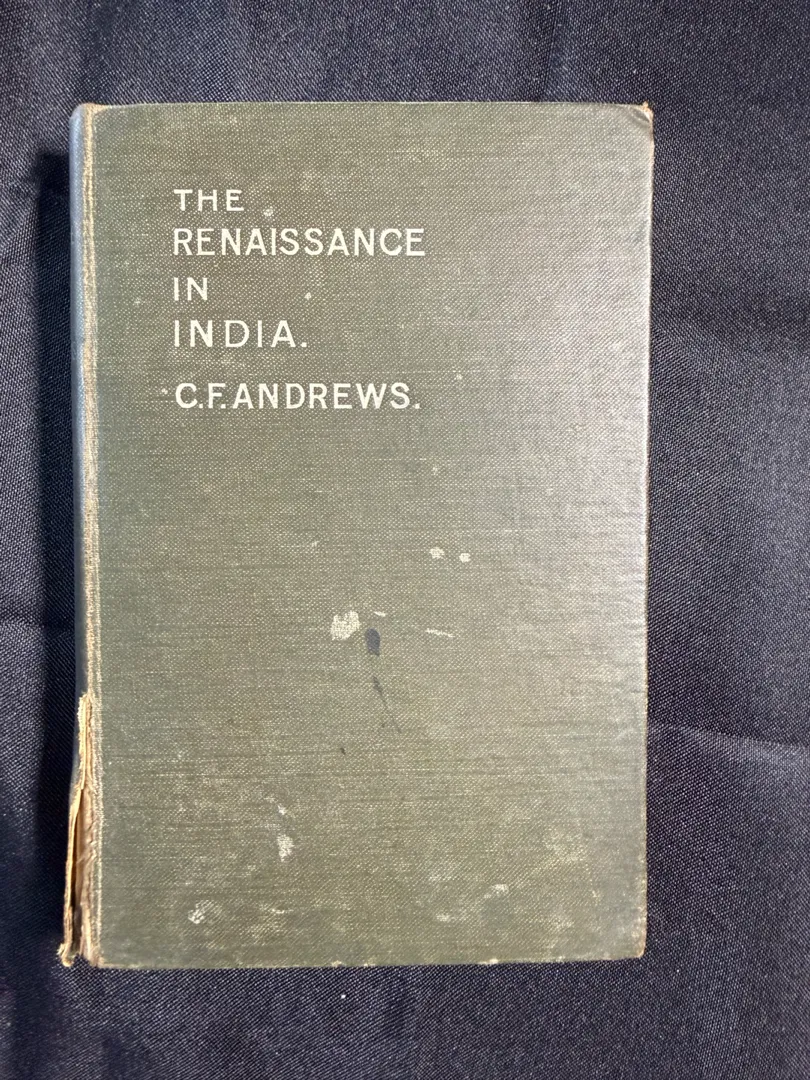 THE
RENAISSANCE
IN
INDIA.
C.F. ANDREWS.